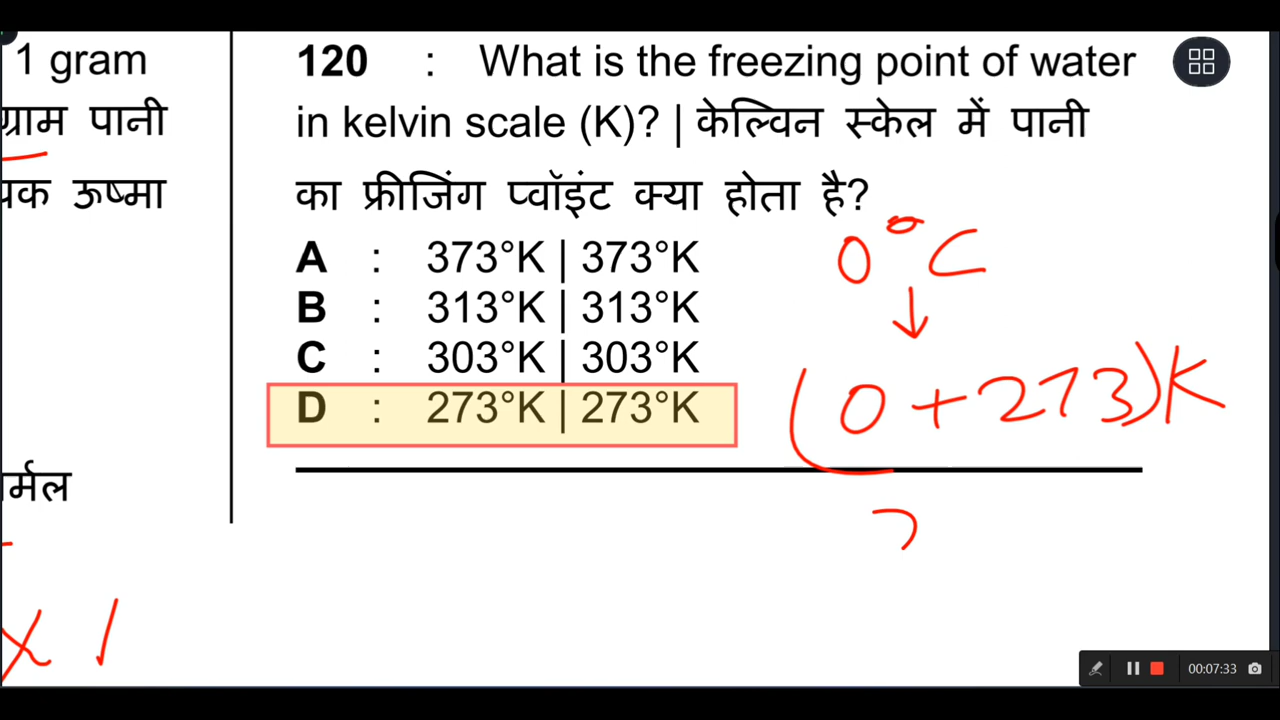 1 gram
ग्राम पानी
ऊष्मा
र्मल
x 1
120 : What is the freezing point of water
in kelvin scale (K)? | केल्विन स्केल में पानी
का फ्रीजिंग प्वॉइंट क्या होता है?
A : 373°K | 373°K
B : 313°K | 313°K
C : 303°K | 303°K
D : 273°K | 273°K
0°C
↓
(0 + 273)K
00:07:33